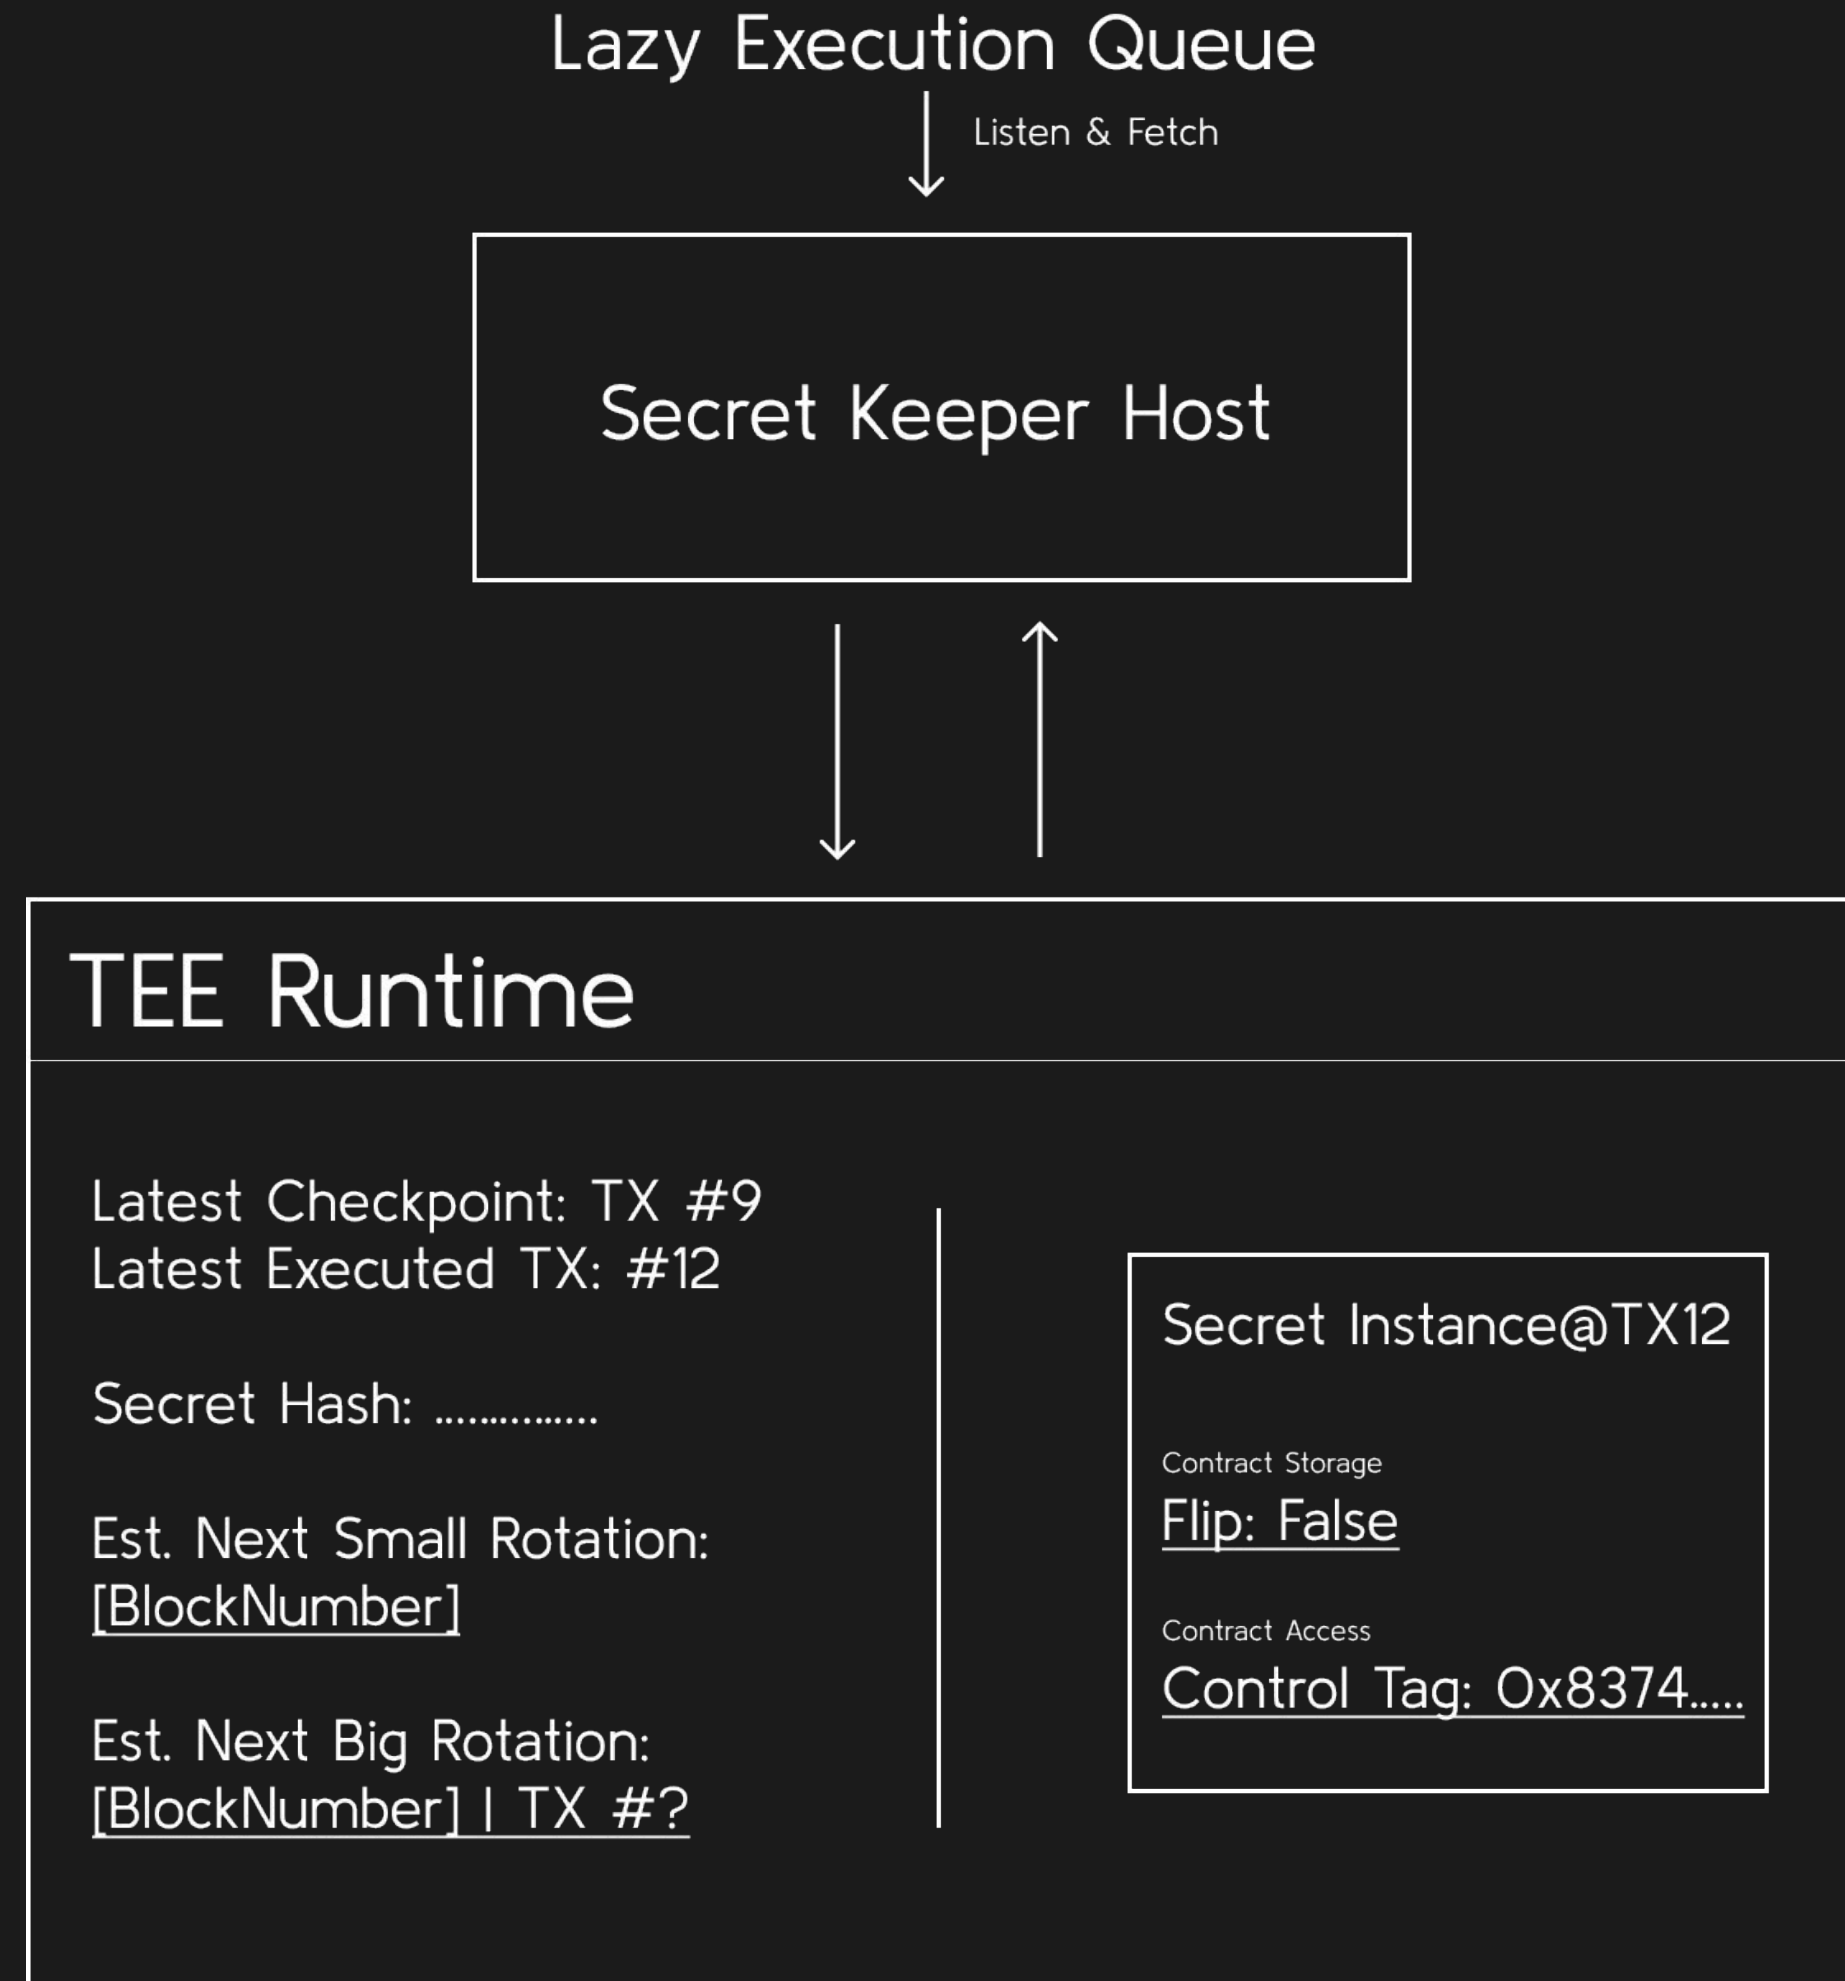 Lazy Execution Queue
Listen & Fetch
Secret Keeper Host
TEE Runtime
Latest Checkpoint: TX #9
Latest Executed TX: #12
Secret Hash: ...............
Est. Next Small Rotation:
[BlockNumber]
Est. Next Big Rotation:
[BlockNumber] | TX #?
Secret Instance@TX12
Contract Storage
Flip: False
Contract Access
Control Tag: 0x8374.....